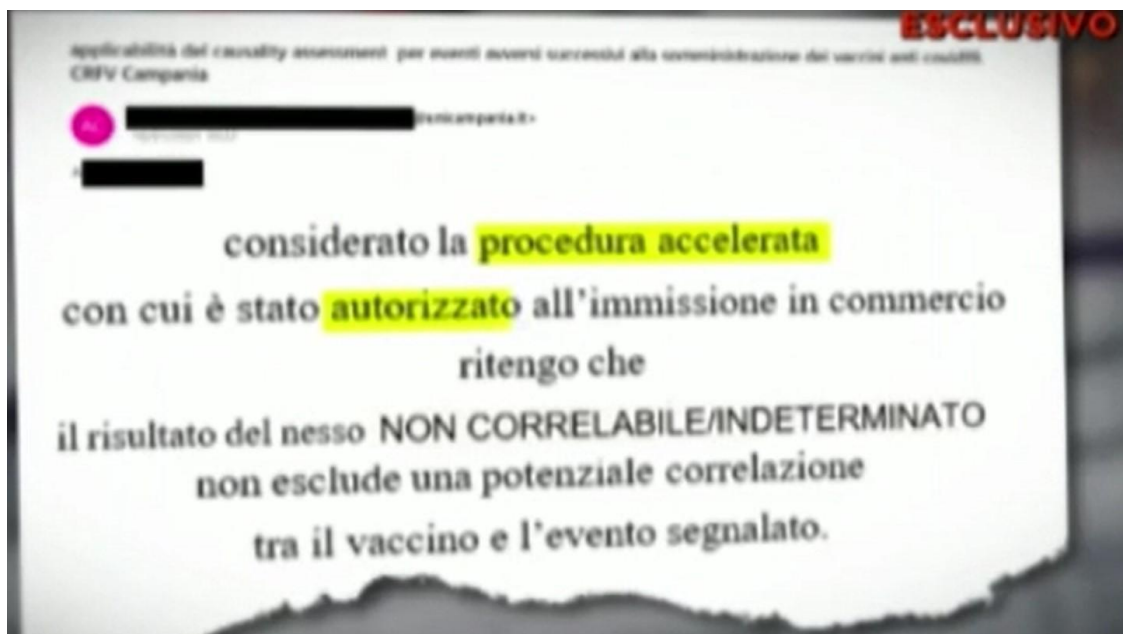 ESCLUSIVO
applicabilità del causality assessment per eventi avversi successivi alla somministrazione dei vaccini anti covid19.
CRFV Campania
@snicampania.it>
A
considerato la procedura accelerata
con cui è stato autorizzato all'immissione in commercio
ritengo che
il risultato del nesso NON CORRELABILE/INDETERMINATO
non esclude una potenziale correlazione
tra il vaccino e l'evento segnalato.